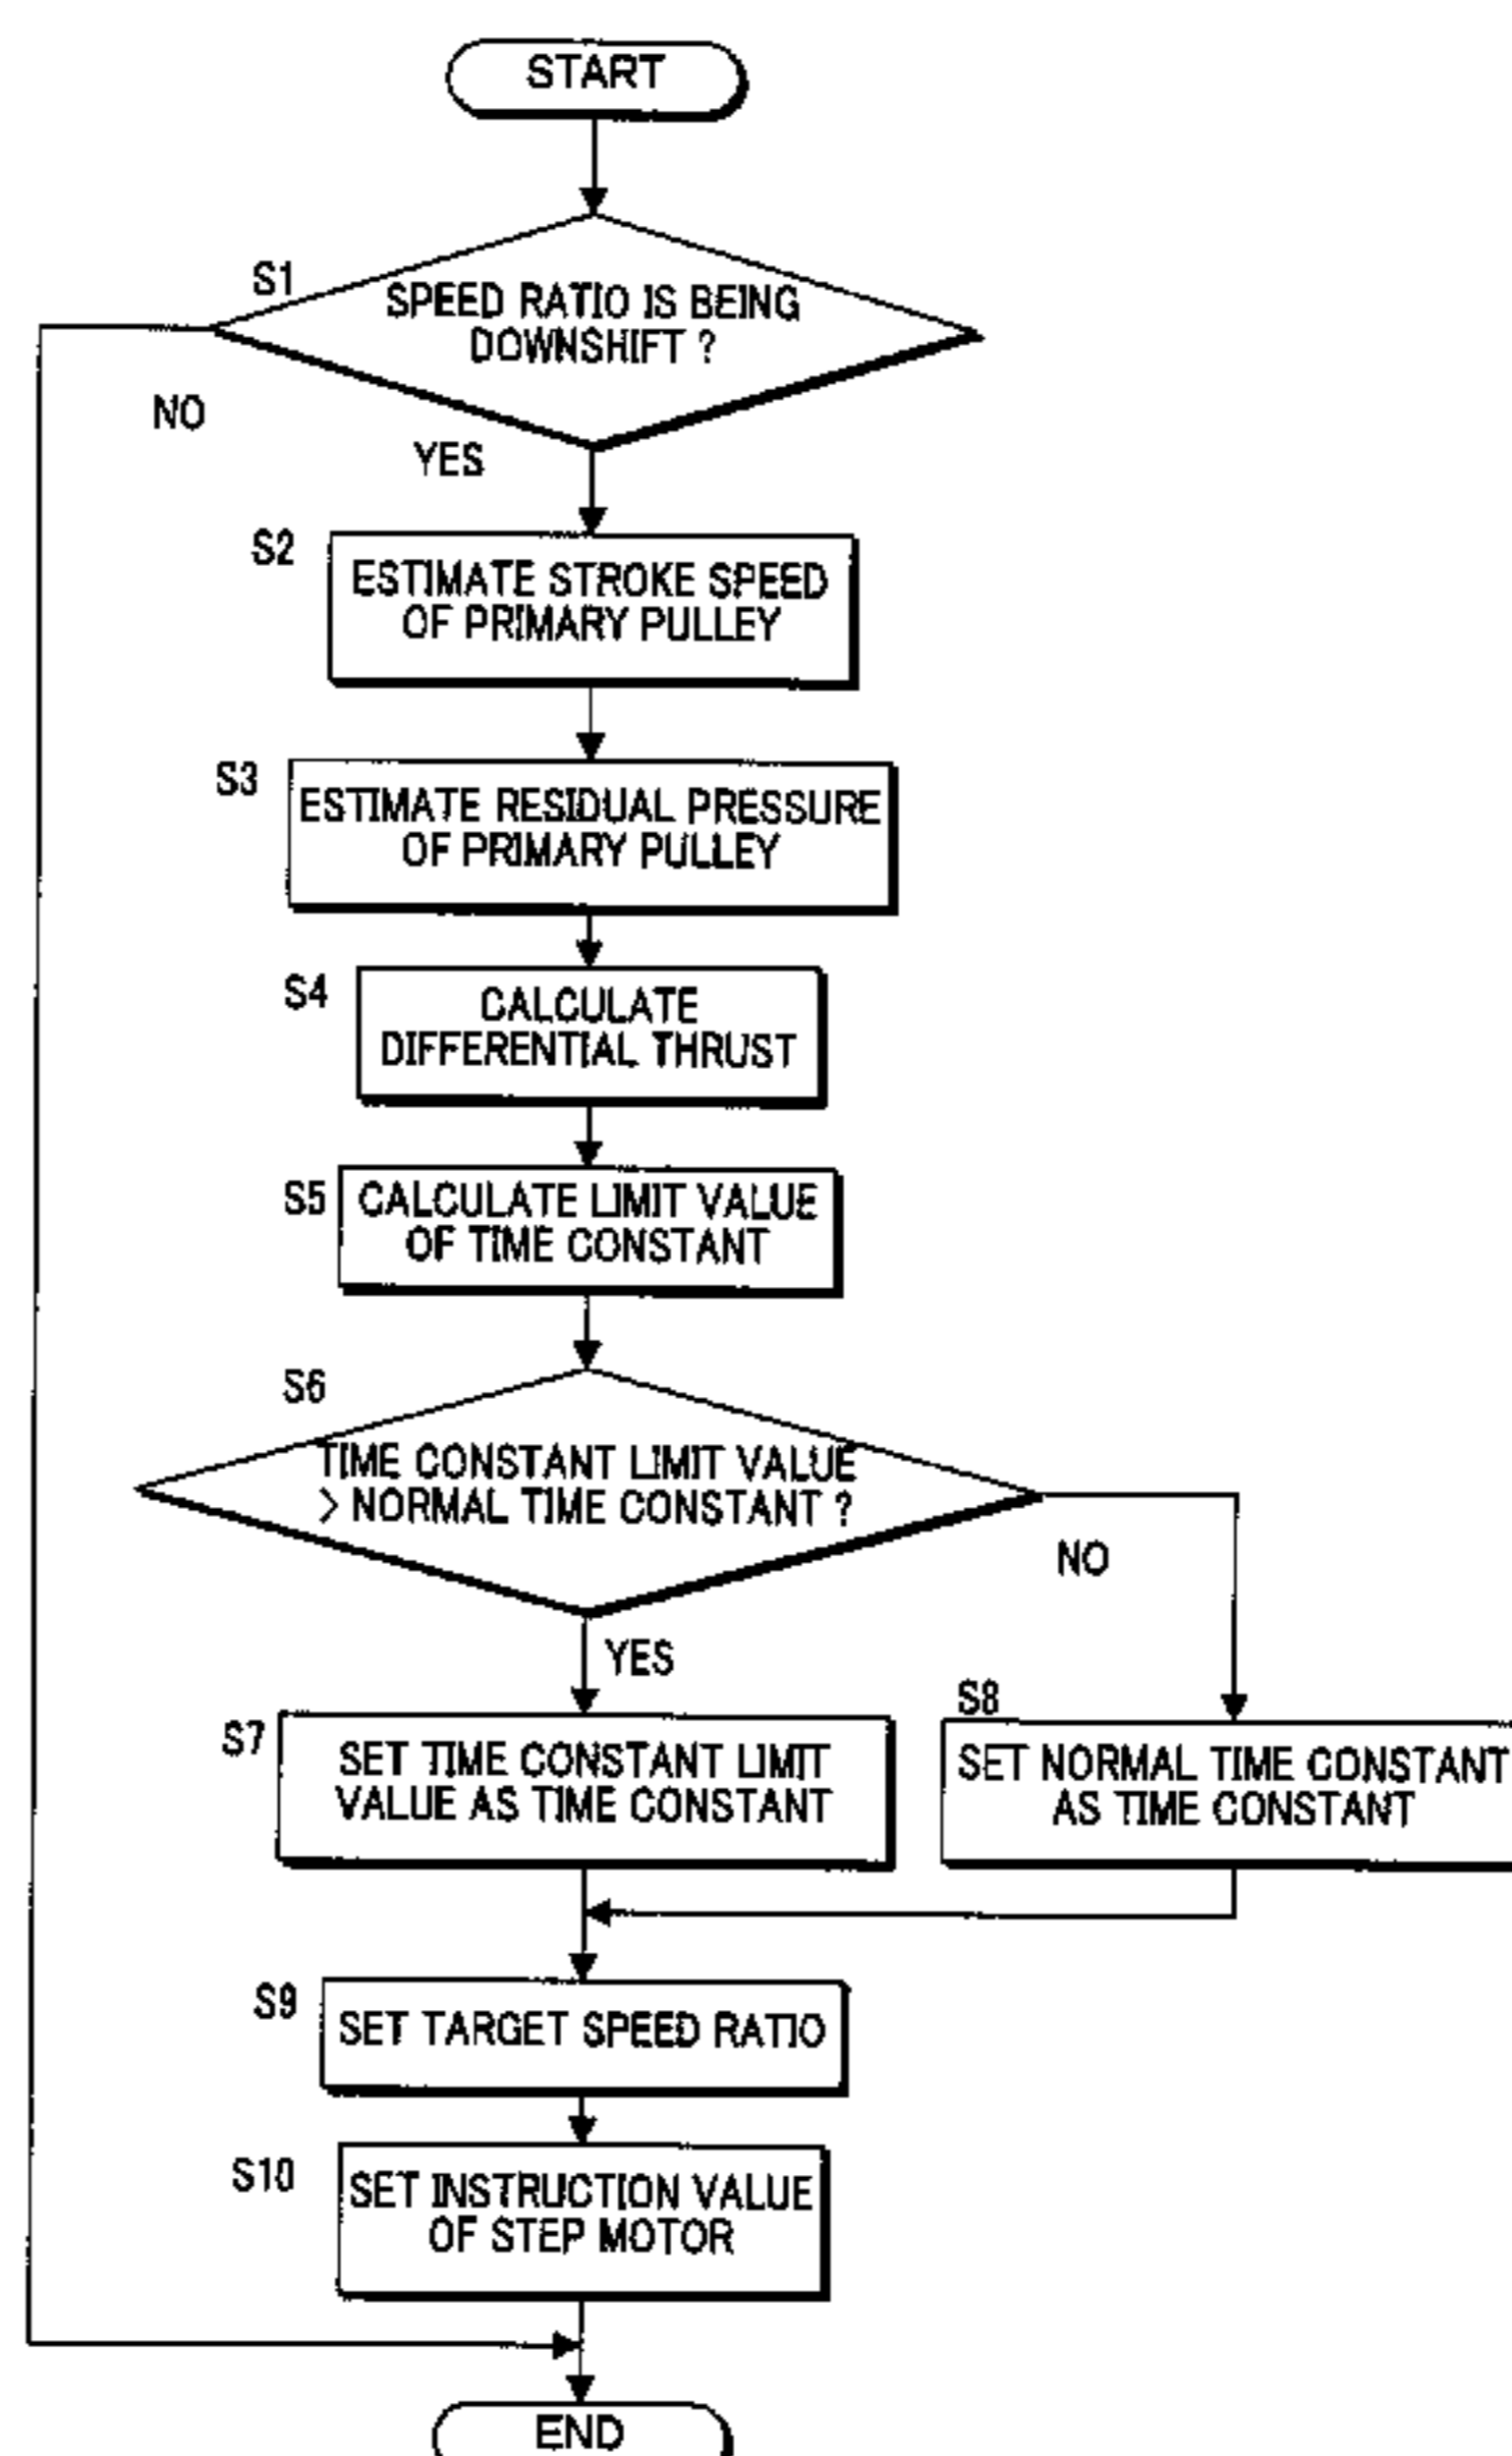 START
S1
SPEED RATIO IS BEING
DOWNSHIFT ?
NO
YES
S2
ESTIMATE STROKE SPEED
OF PRIMARY PULLEY
S3
ESTIMATE RESIDUAL PRESSURE
OF PRIMARY PULLEY
S4
CALCULATE
DIFFERENTIAL THRUST
S5
CALCULATE LIMIT VALUE
OF TIME CONSTANT
S6
TIME CONSTANT LIMIT VALUE
> NORMAL TIME CONSTANT ?
NO
YES
S7
SET TIME CONSTANT LIMIT
VALUE AS TIME CONSTANT
S8
SET NORMAL TIME CONSTANT
AS TIME CONSTANT
S9
SET TARGET SPEED RATIO
S10
SET INSTRUCTION VALUE
OF STEP MOTOR
END